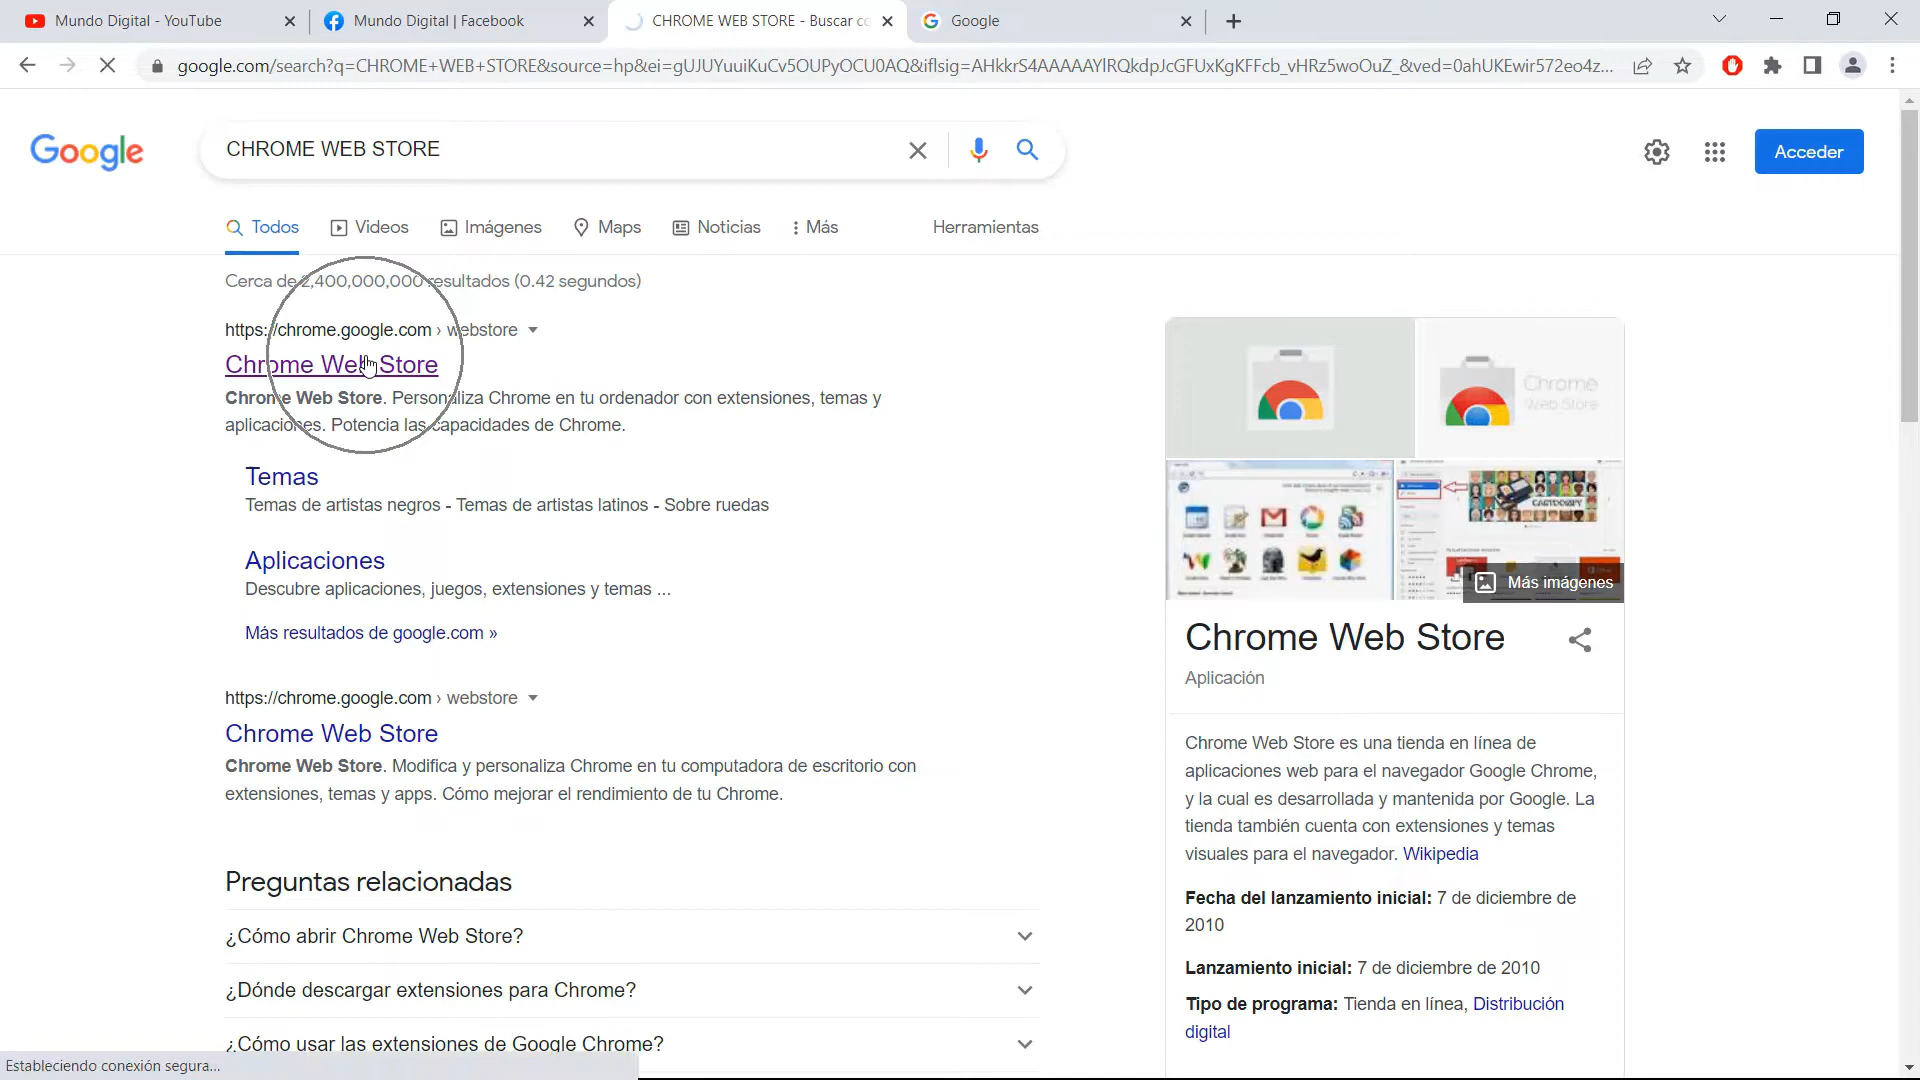 Mundo Digital - YouTube
Mundo Digital | Facebook
CHROME WEB STORE - Buscar co
Google
google.com/search?q=CHROME+WEB+STORE&source=hp&ei=gUJUYuuiKuCv5OUPyOCU0AQ&iflsig=AHkkrS4AAAAAYlRQkdpJcGFUxKgKFFcb_vHRz5woOuZ_&ved=0ahUKEwir572eo4z...
Google
CHROME WEB STORE
Acceder
Todos
Videos
Imágenes
Maps
Noticias
Más
Herramientas
Cerca de 2,400,000,000 resultados (0.42 segundos)
https://chrome.google.com › webstore
Chrome Web Store
Chrome Web Store. Personaliza Chrome en tu ordenador con extensiones, temas y
aplicaciones. Potencia las capacidades de Chrome.
Temas
Temas de artistas negros - Temas de artistas latinos - Sobre ruedas
Aplicaciones
Descubre aplicaciones, juegos, extensiones y temas ...
Más resultados de google.com »
https://chrome.google.com › webstore
Chrome Web Store
Chrome Web Store. Modifica y personaliza Chrome en tu computadora de escritorio con
extensiones, temas y apps. Cómo mejorar el rendimiento de tu Chrome.
Preguntas relacionadas
¿Cómo abrir Chrome Web Store?
¿Dónde descargar extensiones para Chrome?
¿Cómo usar las extensiones de Google Chrome?
Estableciendo conexión segura...
Chrome
Web Store
CARTOONIFY
Más imágenes
Chrome Web Store
Aplicación
Chrome Web Store es una tienda en línea de
aplicaciones web para el navegador Google Chrome,
y la cual es desarrollada y mantenida por Google. La
tienda también cuenta con extensiones y temas
visuales para el navegador. Wikipedia
Fecha del lanzamiento inicial: 7 de diciembre de
2010
Lanzamiento inicial: 7 de diciembre de 2010
Tipo de programa: Tienda en línea, Distribución
digital